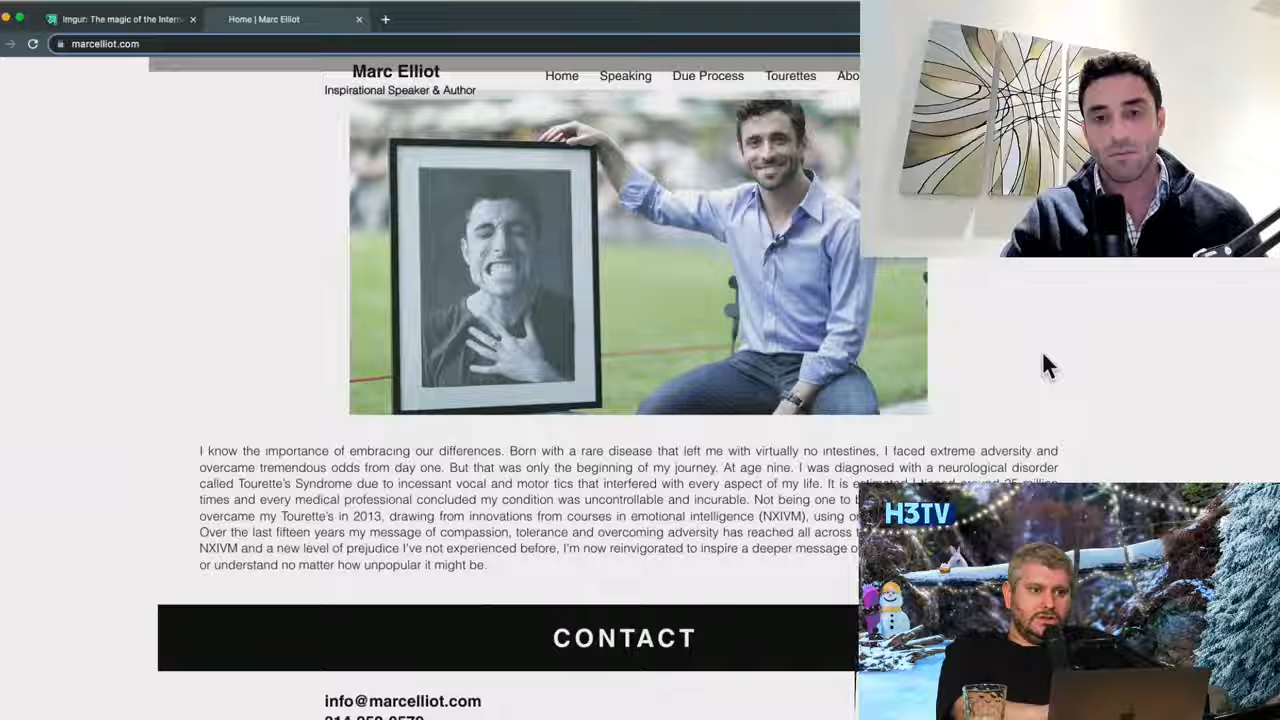 Imgur: The magic of the Intern
Home | Marc Elliot
marcelliot.com
Marc Elliot
Inspirational Speaker & Author
Home Speaking Due Process Tourettes Abo
I know the importance of embracing our differences. Born with a rare disease that left me with virtually no intestines, I faced extreme adversity and
overcame tremendous odds from day one. But that was only the beginning of my journey. At age nine. I was diagnosed with a neurological disorder
called Tourette's Syndrome due to incessant vocal and motor tics that interfered with every aspect of my life. It is estimated I ticced around 25 million
times and every medical professional concluded my condition was uncontrollable and incurable. Not being one to
overcame my Tourette's in 2013, drawing from innovations from courses in emotional intelligence (NXIVM), using
Over the last fifteen years my message of compassion, tolerance and overcoming adversity has reached all across
NXIVM and a new level of prejudice I've not experienced before, I'm now reinvigorated to inspire a deeper message
or understand no matter how unpopular it might be.
H3TV
CONTACT
info@marcelliot.com